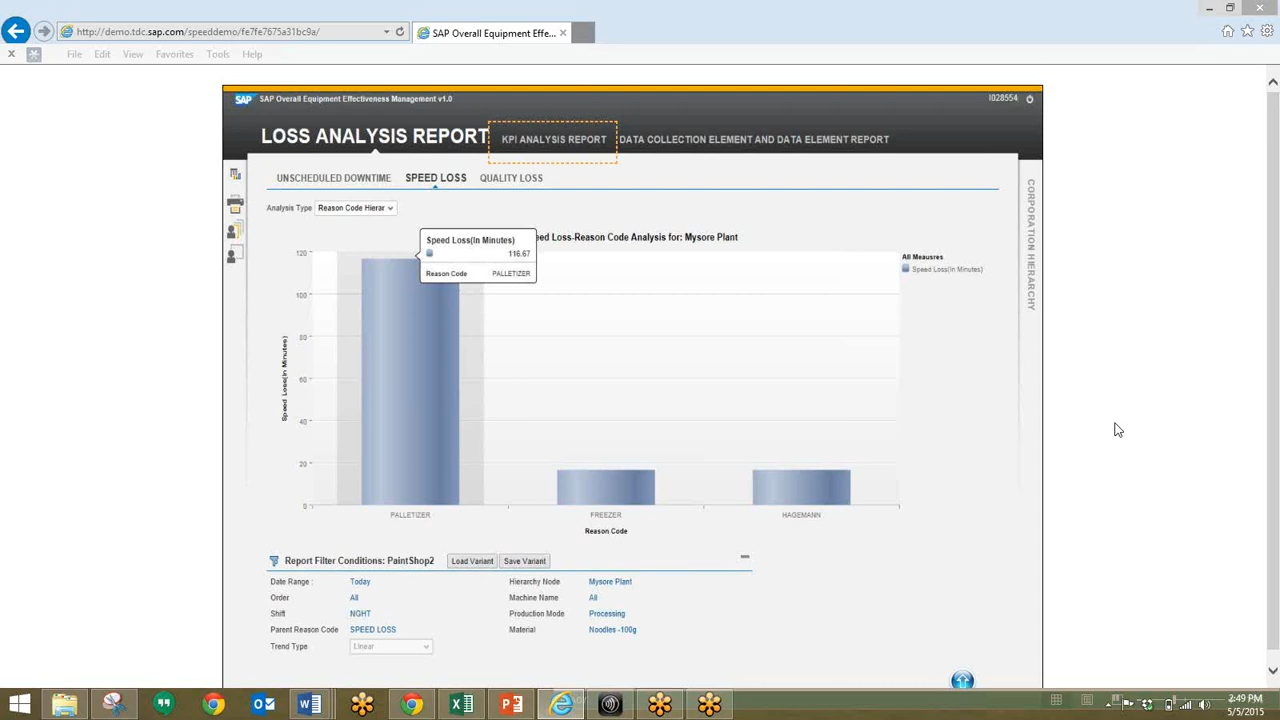 http://demo.tdc.sap.com/speeddemo/fe7fe7675a31bc9a/
SAP Overall Equipment Effe...
File Edit View Favorites Tools Help
SAP SAP Overall Equipment Effectiveness Management v1.0
I028554
LOSS ANALYSIS REPORT KPI ANALYSIS REPORT DATA COLLECTION ELEMENT AND DATA ELEMENT REPORT
UNSCHEDULED DOWNTIME SPEED LOSS QUALITY LOSS
Analysis Type Reason Code Hierar
eed Loss-Reason Code Analysis for: Mysore Plant
Speed Loss(In Minutes)
116.67
Reason Code PALLETIZER
All Meausres
Speed Loss(In Minutes)
CORPORATION HIERARCHY
Speed Loss(In Minutes)
120
100
80
60
40
20
0
PALLETIZER FREEZER HAGEMANN
Reason Code
Report Filter Conditions: PaintShop2 Load Variant Save Variant
Date Range : Today Hierarchy Node Mysore Plant
Order All Machine Name All
Shift NGHT Production Mode Processing
Parent Reason Code SPEED LOSS Material Noodles -100g
Trend Type Linear
2:49 PM
5/5/2015